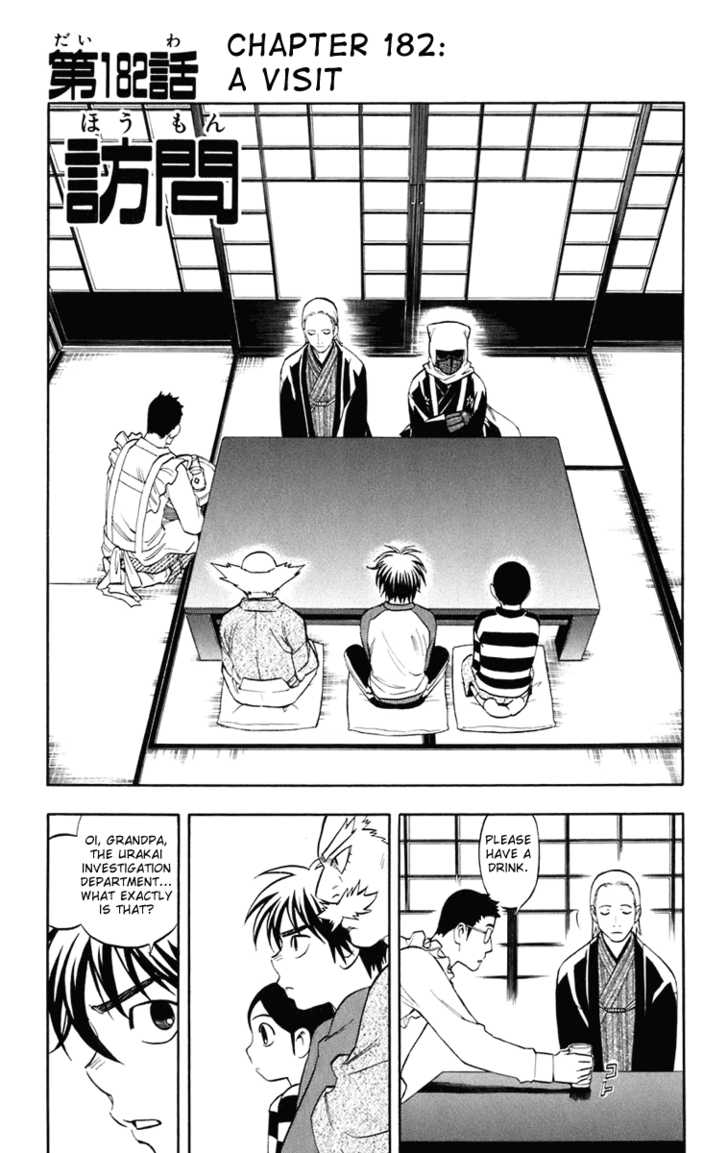 だい わ
第182話
CHAPTER 182:
A VISIT
ほう もん
訪問
PLEASE
HAVE A
DRINK.
コト
OI, GRANDPA,
THE URAKAI
INVESTIGATION
DEPARTMENT...
WHAT EXACTLY
IS THAT?